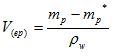 V(ep) = (mp − mp*) / ρw